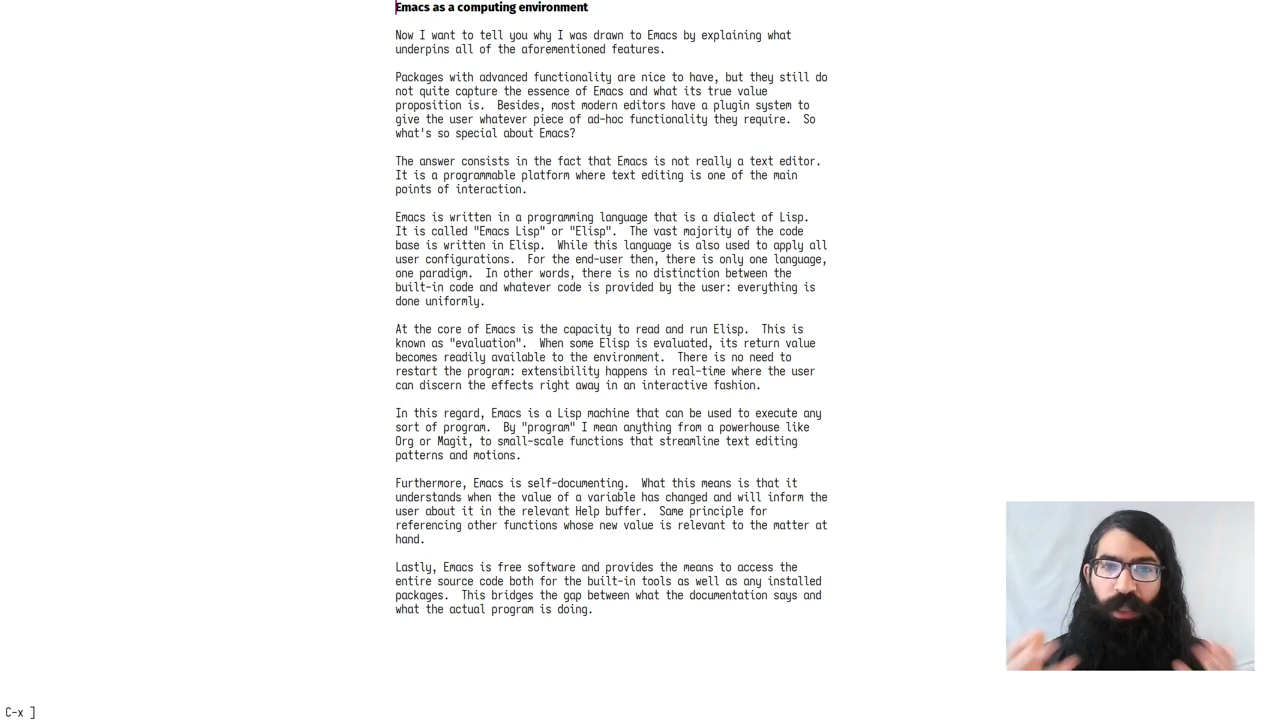 Emacs as a computing environment
Now I want to tell you why I was drawn to Emacs by explaining what
underpins all of the aforementioned features.
Packages with advanced functionality are nice to have, but they still do
not quite capture the essence of Emacs and what its true value
proposition is.  Besides, most modern editors have a plugin system to
give the user whatever piece of ad-hoc functionality they require.  So
what's so special about Emacs?
The answer consists in the fact that Emacs is not really a text editor.
It is a programmable platform where text editing is one of the main
points of interaction.
Emacs is written in a programming language that is a dialect of Lisp.
It is called "Emacs Lisp" or "Elisp".  The vast majority of the code
base is written in Elisp.  While this language is also used to apply all
user configurations.  For the end-user then, there is only one language,
one paradigm.  In other words, there is no distinction between the
built-in code and whatever code is provided by the user: everything is
done uniformly.
At the core of Emacs is the capacity to read and run Elisp.  This is
known as "evaluation".  When some Elisp is evaluated, its return value
becomes readily available to the environment.  There is no need to
restart the program: extensibility happens in real-time where the user
can discern the effects right away in an interactive fashion.
In this regard, Emacs is a Lisp machine that can be used to execute any
sort of program.  By "program" I mean anything from a powerhouse like
Org or Magit, to small-scale functions that streamline text editing
patterns and motions.
Furthermore, Emacs is self-documenting.  What this means is that it
understands when the value of a variable has changed and will inform the
user about it in the relevant Help buffer.  Same principle for
referencing other functions whose new value is relevant to the matter at
hand.
Lastly, Emacs is free software and provides the means to access the
entire source code both for the built-in tools as well as any installed
packages.  This bridges the gap between what the documentation says and
what the actual program is doing.
C-x ]